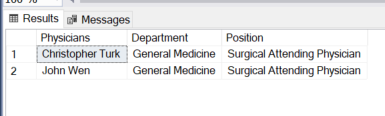 100 %
Results Messages
Physicians Department Position
1 Christopher Turk General Medicine Surgical Attending Physician
2 John Wen General Medicine Surgical Attending Physician